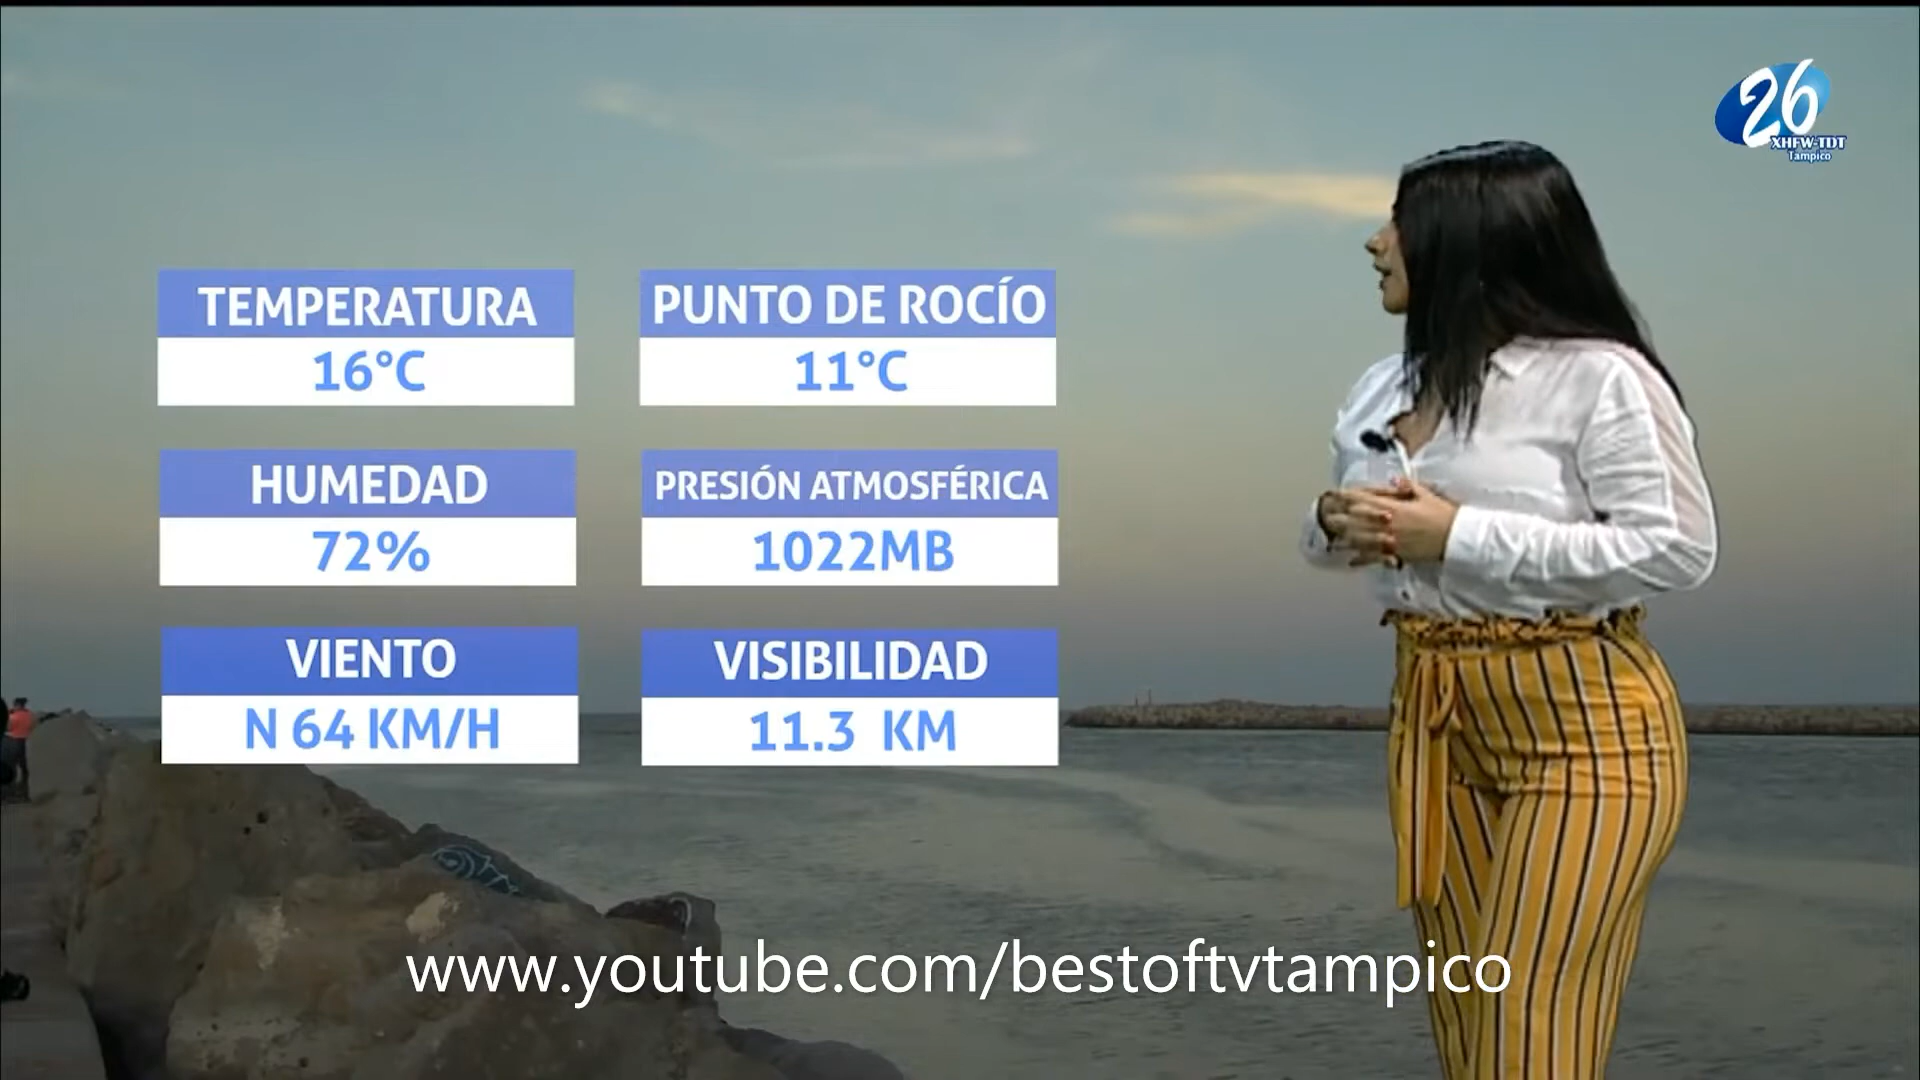 26
XHFW-TDT
Tampico
TEMPERATURA
16°C
PUNTO DE ROCÍO
11°C
HUMEDAD
72%
PRESIÓN ATMOSFÉRICA
1022MB
VIENTO
N 64 KM/H
VISIBILIDAD
11.3 KM
www.youtube.com/bestoftvtampico